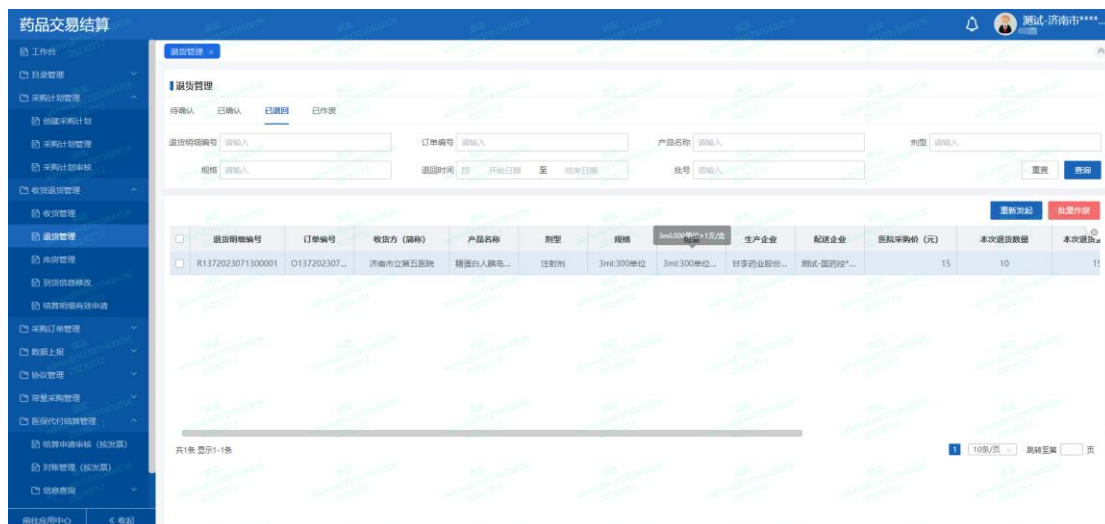 药品交易结算
测试-济南市****...
工作台
退货管理 ×
目录管理
采购计划管理
创建采购计划
采购计划管理
采购计划审核
收货退货管理
收货管理
退货管理
库房管理
到货信息修改
结算明细有效申请
采购订单管理
数据上报
协议管理
带量采购管理
医保代付结算管理
结算申请审核（按发票）
对账管理（按发票）
信息查询
前往应用中心 《 收起
退货管理
待确认 已确认 已退回 已作废
退货明细编号 请输入 订单编号 请输入 产品名称 请输入 剂型 请输入
规格 请输入 退回时间 开始日期 至 结束日期 批号 请输入 重置 查询
重新发起 批量作废
3ml:300单位*1支/盒
退货明细编号 订单编号 收货方（简称） 产品名称 剂型 规格 生产企业 配送企业 医院采购价（元） 本次退货数量 本次退货
R1372023071300001 O137202307... 济南市立第五医院 精蛋白人胰岛... 注射剂 3ml:300单位 3ml:300单位... 甘李药业股份... 测试-国药控*... 15 10 15
共1条 显示1-1条
1 10条/页 跳转至第 页